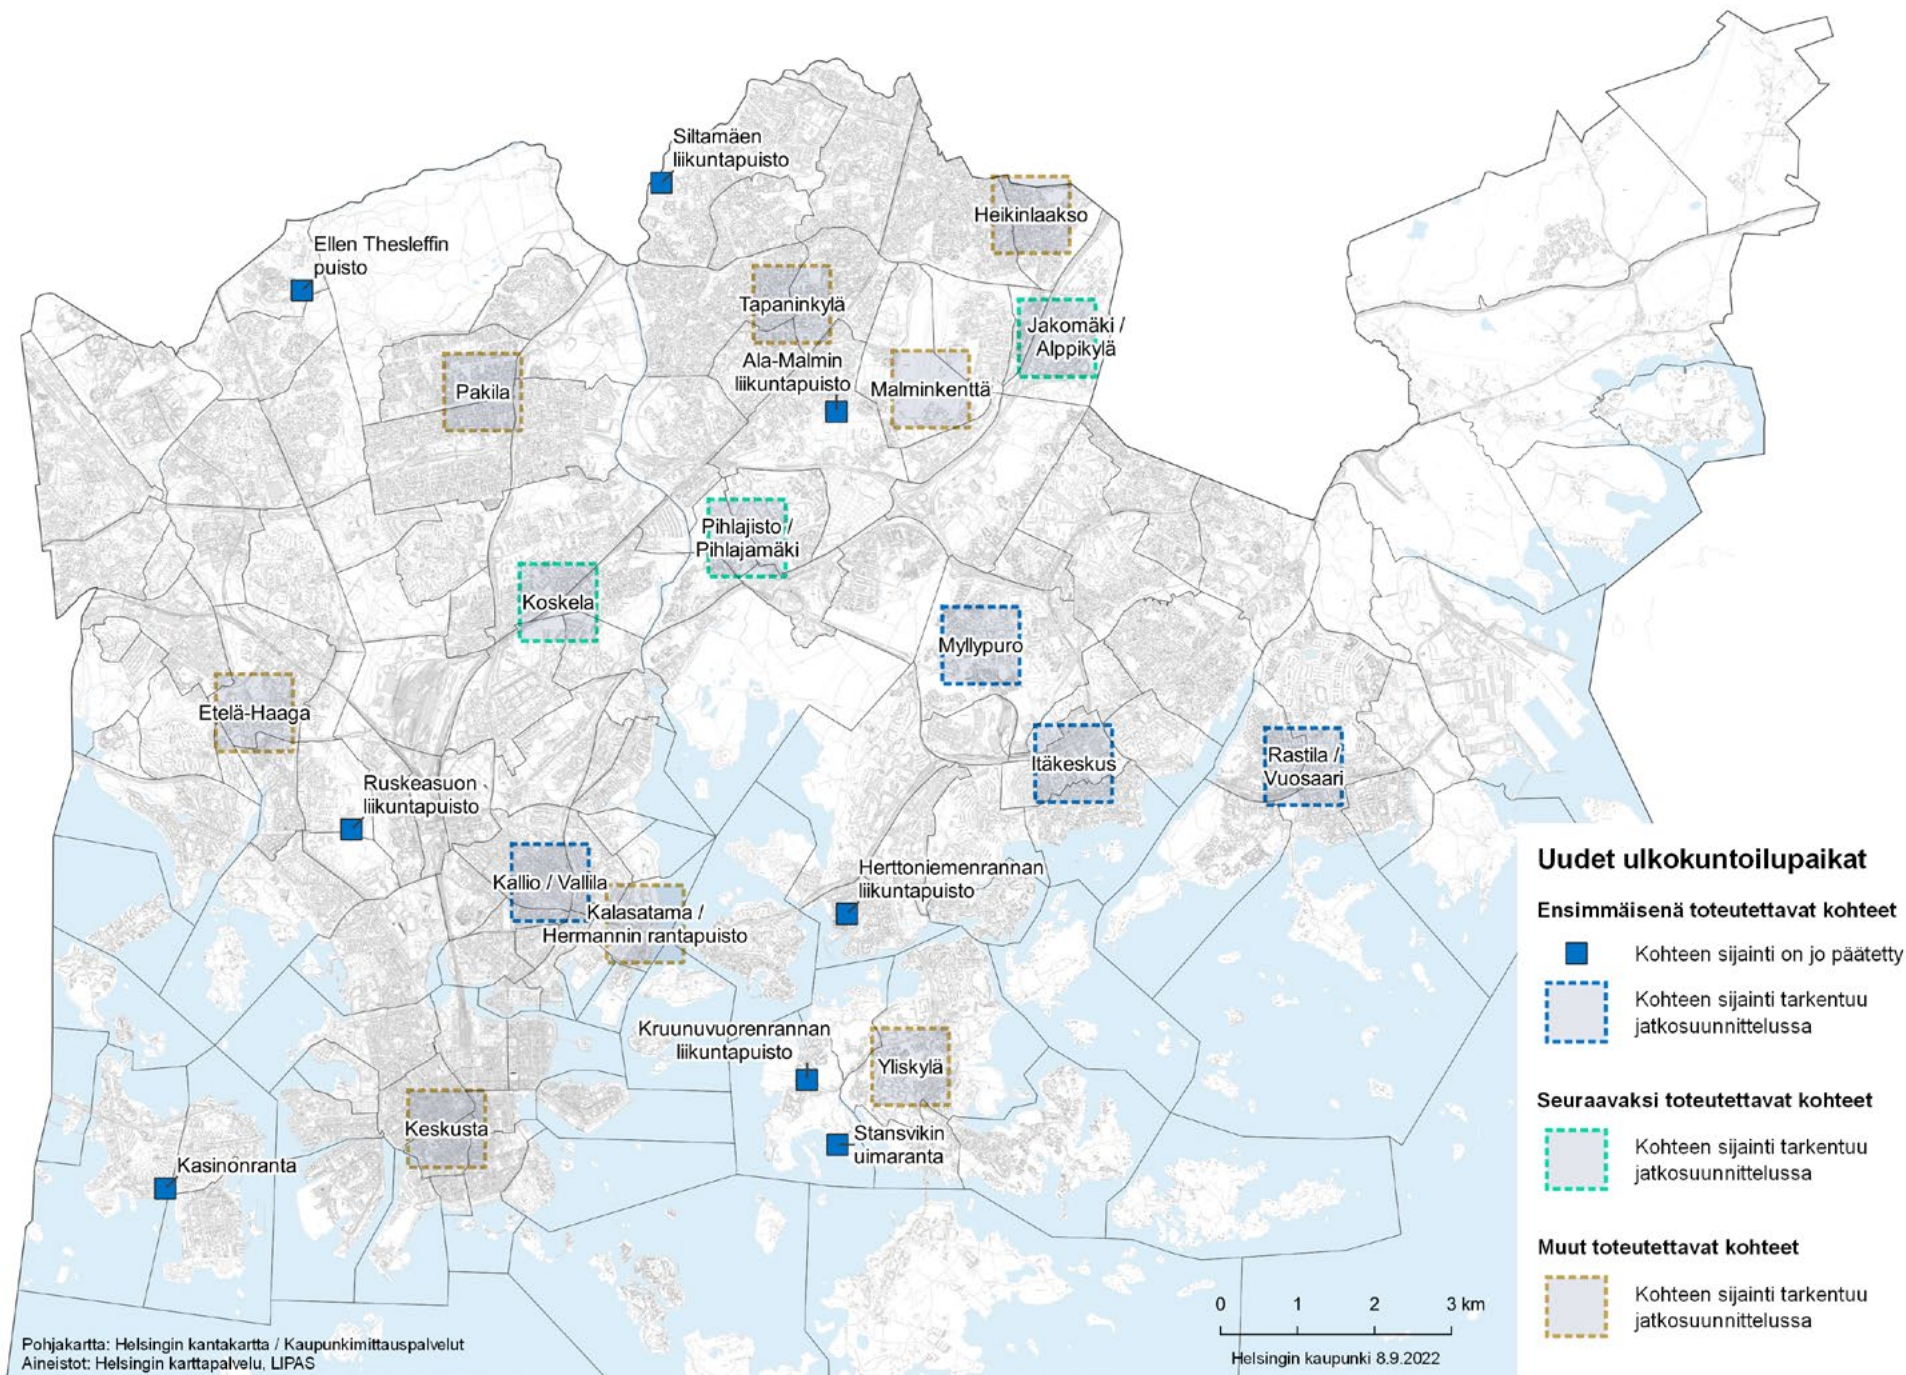 Siltamäen
liikuntapuisto
Heikinlaakso
Ellen Thesleffin
puisto
Tapaninkylä
Jakomäki /
Alppikylä
Ala-Malmin
liikuntapuisto
Malminkenttä
Pakila
Pihlajisto /
Pihlajamäki
Koskela
Myllypuro
Etelä-Haaga
Itäkeskus
Rastila /
Vuosaari
Ruskeasuon
liikuntapuisto
Kallio / Vallila
Herttoniemenrannan
liikuntapuisto
Kalasatama /
Hermannin rantapuisto
Kruunuvuorenrannan
liikuntapuisto
Yliskylä
Keskusta
Stansvikin
uimaranta
Kasinonranta
Uudet ulkokuntoilupaikat
Ensimmäisenä toteutettavat kohteet
Kohteen sijainti on jo päätetty
Kohteen sijainti tarkentuu
jatkosuunnittelussa
Seuraavaksi toteutettavat kohteet
Kohteen sijainti tarkentuu
jatkosuunnittelussa
Muut toteutettavat kohteet
Kohteen sijainti tarkentuu
jatkosuunnittelussa
0 1 2 3 km
Helsingin kaupunki 8.9.2022
Pohjakartta: Helsingin kantakartta / Kaupunkimittauspalvelut
Aineistot: Helsingin karttapalvelu, LIPAS